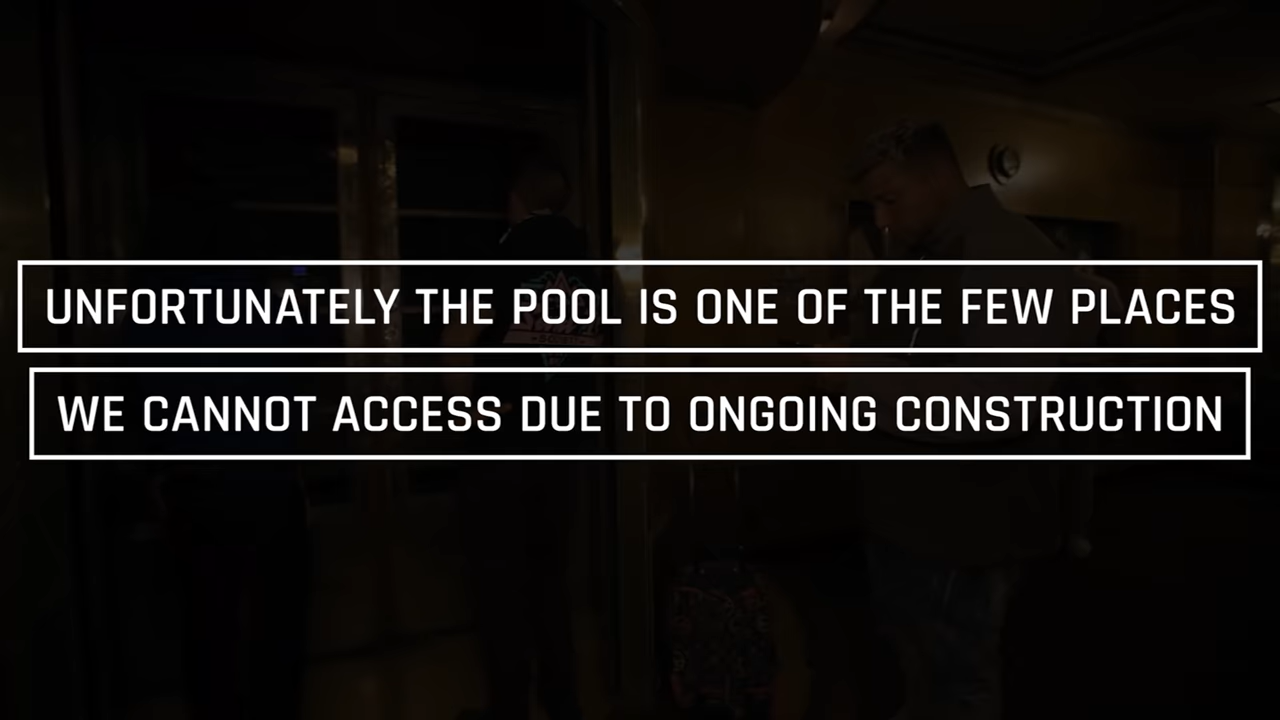 UNFORTUNATELY THE POOL IS ONE OF THE FEW PLACES
WE CANNOT ACCESS DUE TO ONGOING CONSTRUCTION